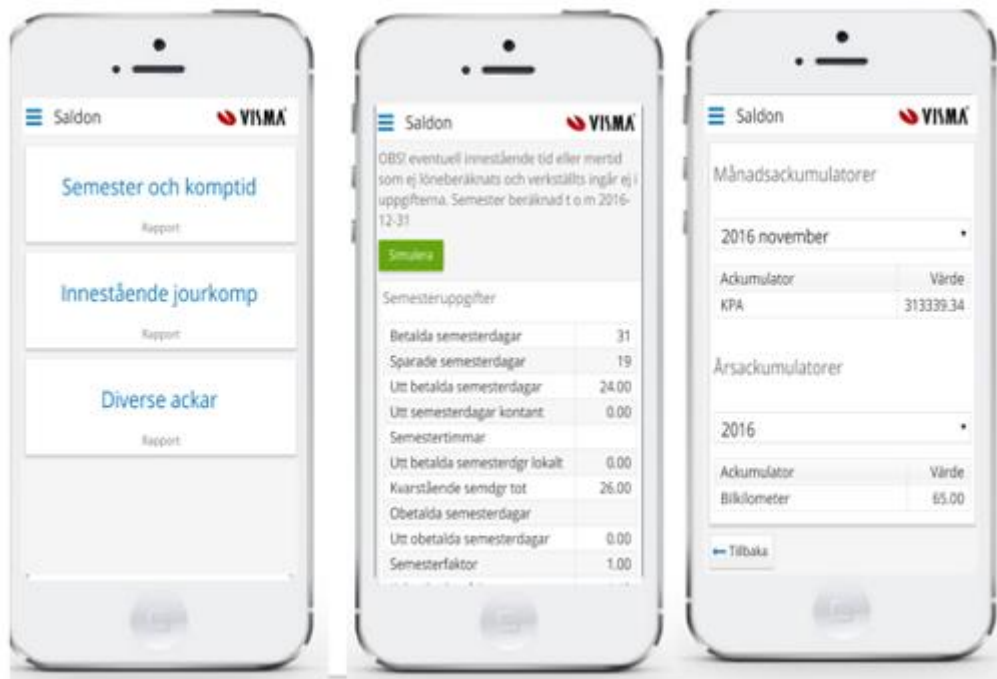 Saldon
VISMA
Semester och komptid
Rapport
Innestående jourkomp
Rapport
Diverse ackar
Rapport
Saldon
VISMA
OBS! eventuell innestående tid eller mertid
som ej löneberäknats och verkställts ingår ej i
uppgifterna. Semester beräknad t o m 2016-
12-31
Simulera
Semesteruppgifter
Betalda semesterdagar 31
Sparade semesterdagar 19
Utt betalda semesterdagar 24.00
Utt semesterdagar kontant 0.00
Semestertimmar
Utt betalda semesterdgr lokalt 0.00
Kvarstående semdgr tot 26.00
Obetalda semesterdagar
Utt obetalda semesterdagar 0.00
Semesterfaktor 1.00
Saldon
VISMA
Månadsackumulatorer
2016 november
Ackumulator Värde
KPA 313339.34
Årsackumulatorer
2016
Ackumulator Värde
Bilkilometer 65.00
Tillbaka